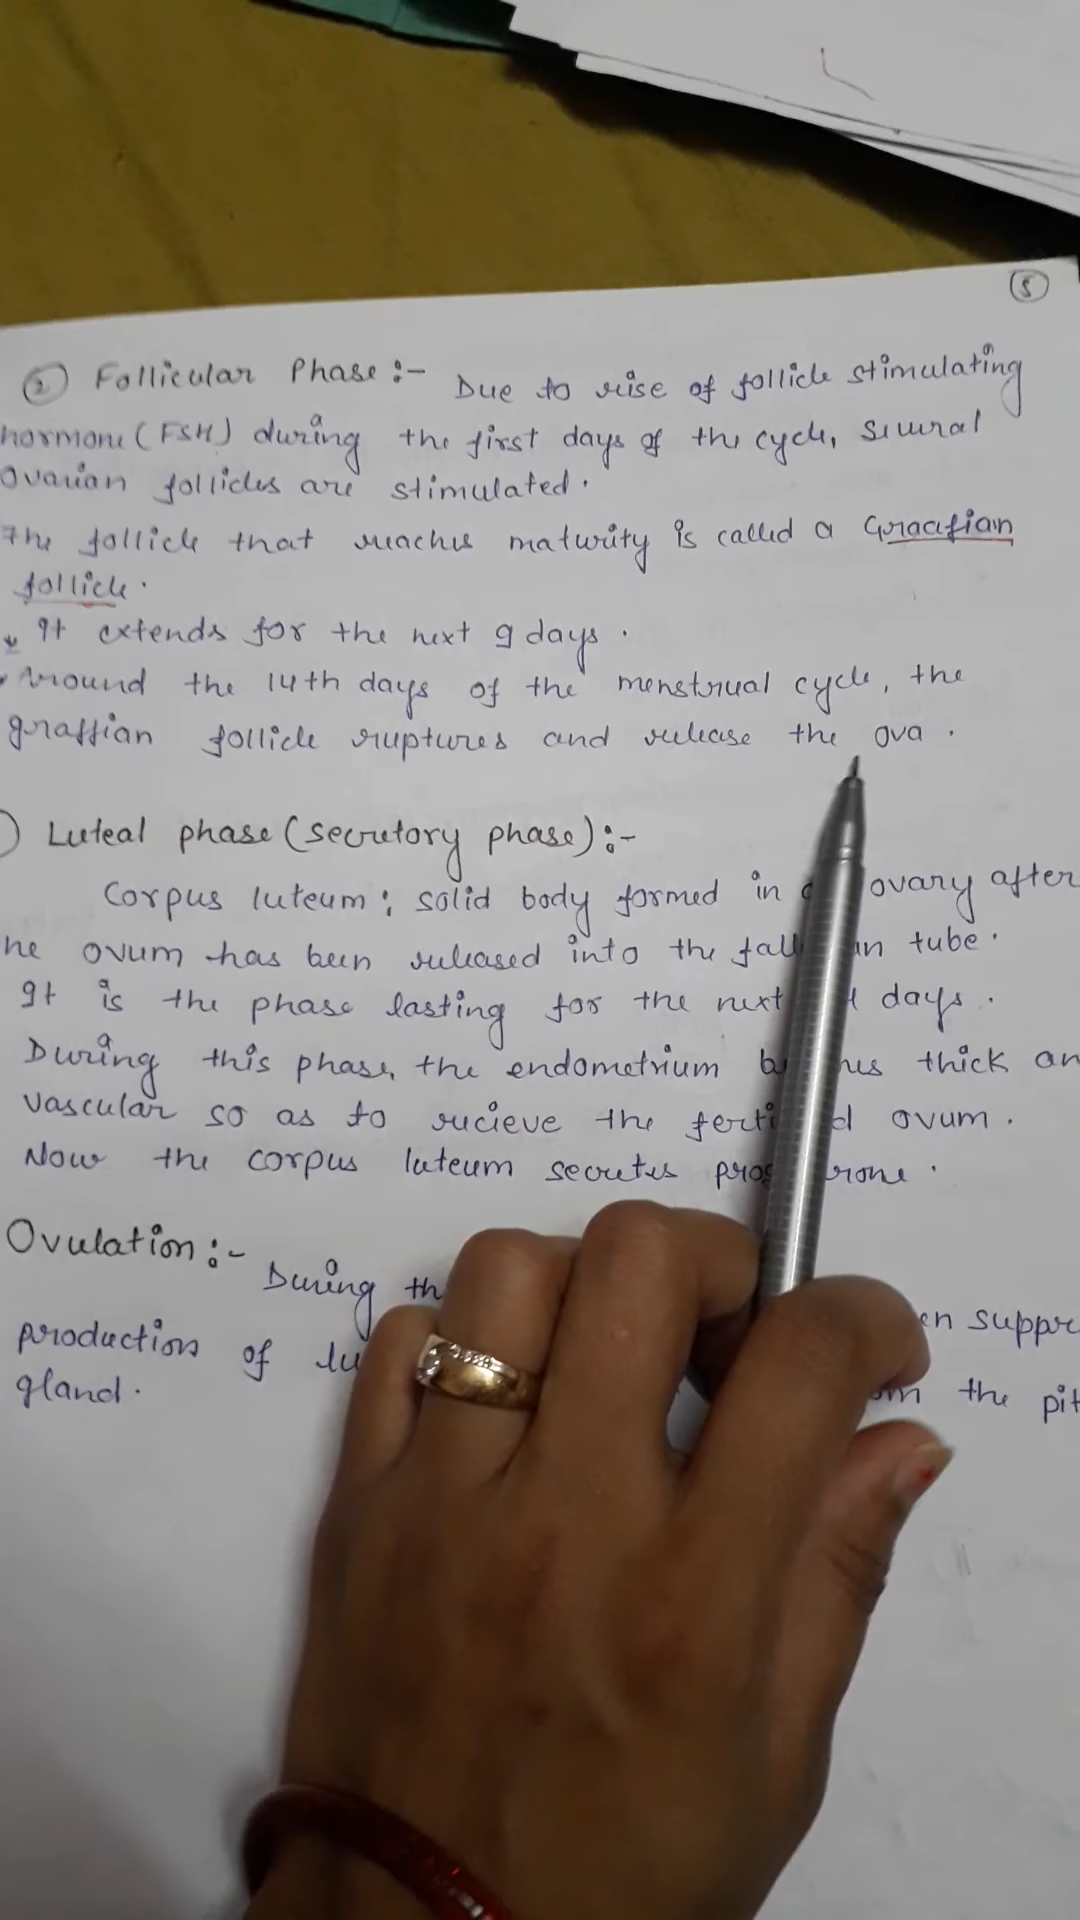 5
2 Follicular Phase :- Due to rise of follicle stimulating
hormone (FSH) during the first days of the cycle, several
ovarian follicles are stimulated.
The follicle that reaches maturity is called a Graafian
follicle.
It extends for the next 9 days.
Around the 14th days of the menstrual cycle, the
graffian follicle ruptures and release the ova.
Luteal phase (secretory phase) :-
Corpus luteum : solid body formed in ovary after
ovum has been released into the tube.
It is the phase lasting for the next days.
During this phase, the endometrium thick
vascular so as to recieve the ovum.
Now the corpus luteum secretes
Ovulation :- During
production of
gland. the